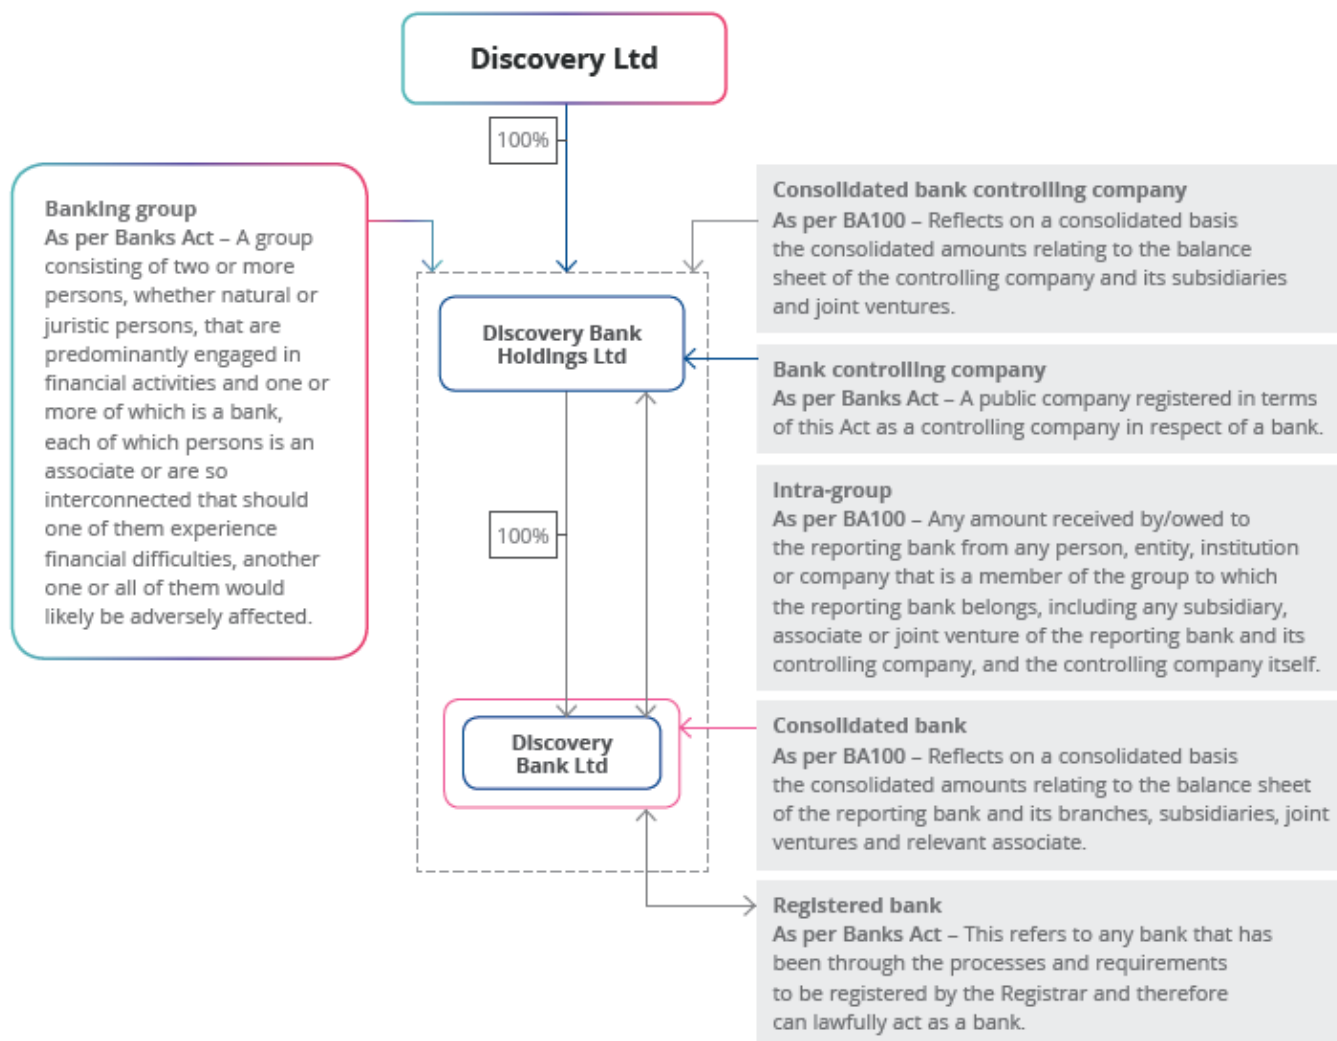 Discovery Ltd
100%
Banking group
As per Banks Act – A group
consisting of two or more
persons, whether natural or
juristic persons, that are
predominantly engaged in
financial activities and one or
more of which is a bank,
each of which persons is an
associate or are so
interconnected that should
one of them experience
financial difficulties, another
one or all of them would
likely be adversely affected.
Discovery Bank
Holdings Ltd
100%
Discovery
Bank Ltd
Consolidated bank controlling company
As per BA100 – Reflects on a consolidated basis
the consolidated amounts relating to the balance
sheet of the controlling company and its subsidiaries
and joint ventures.
Bank controlling company
As per Banks Act – A public company registered in terms
of this Act as a controlling company in respect of a bank.
Intra-group
As per BA100 – Any amount received by/owed to
the reporting bank from any person, entity, institution
or company that is a member of the group to which
the reporting bank belongs, including any subsidiary,
associate or joint venture of the reporting bank and its
controlling company, and the controlling company itself.
Consolidated bank
As per BA100 – Reflects on a consolidated basis
the consolidated amounts relating to the balance sheet
of the reporting bank and its branches, subsidiaries, joint
ventures and relevant associate.
Registered bank
As per Banks Act – This refers to any bank that has
been through the processes and requirements
to be registered by the Registrar and therefore
can lawfully act as a bank.